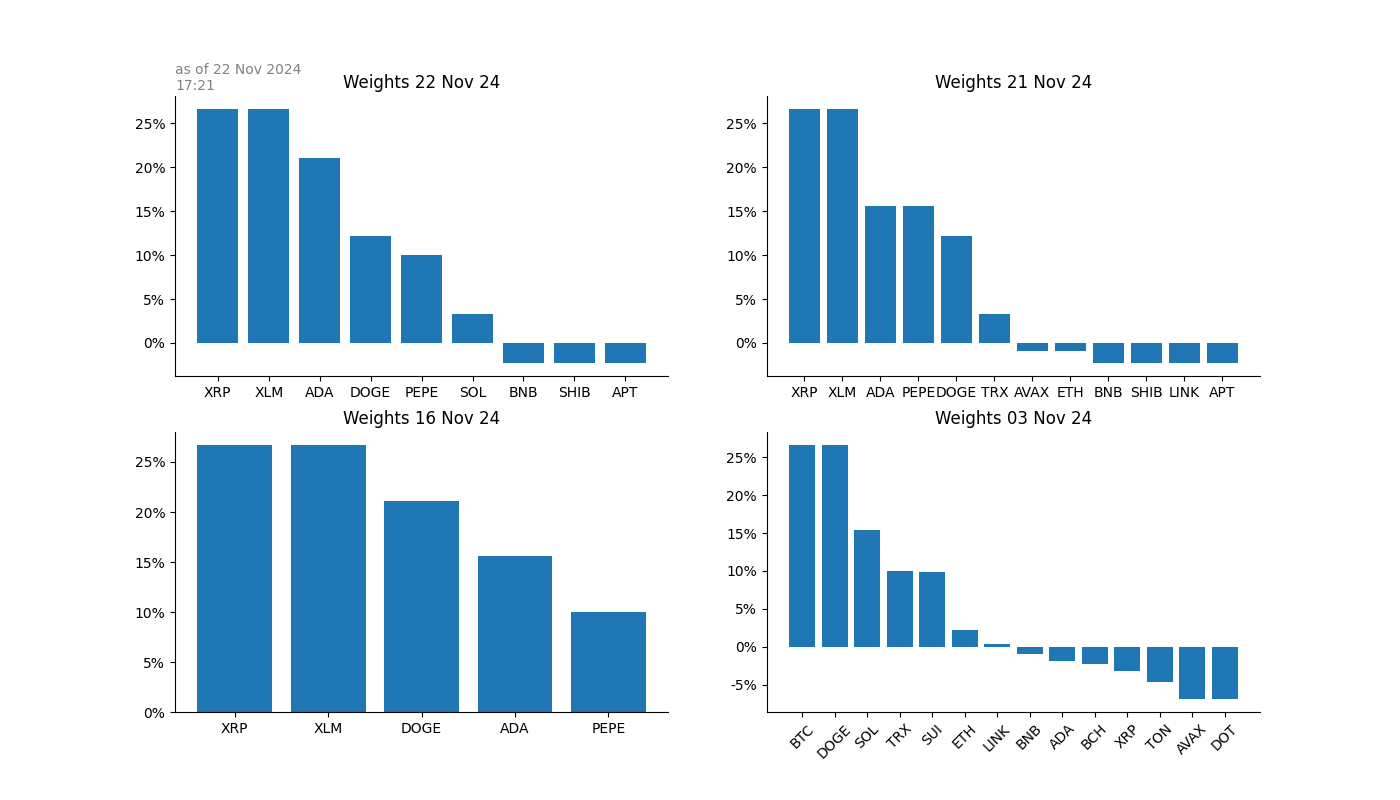 as of 22 Nov 2024
17:21
Weights 22 Nov 24
25%
20%
15%
10%
5%
0%
XRP XLM ADA DOGE PEPE SOL BNB SHIB APT
Weights 21 Nov 24
25%
20%
15%
10%
5%
0%
XRP XLM ADA PEPE DOGE TRX AVAX ETH BNB SHIB LINK APT
Weights 16 Nov 24
25%
20%
15%
10%
5%
0%
XRP XLM DOGE ADA PEPE
Weights 03 Nov 24
25%
20%
15%
10%
5%
0%
-5%
BTC DOGE SOL TRX SUI ETH LINK BNB ADA BCH XRP TON AVAX DOT